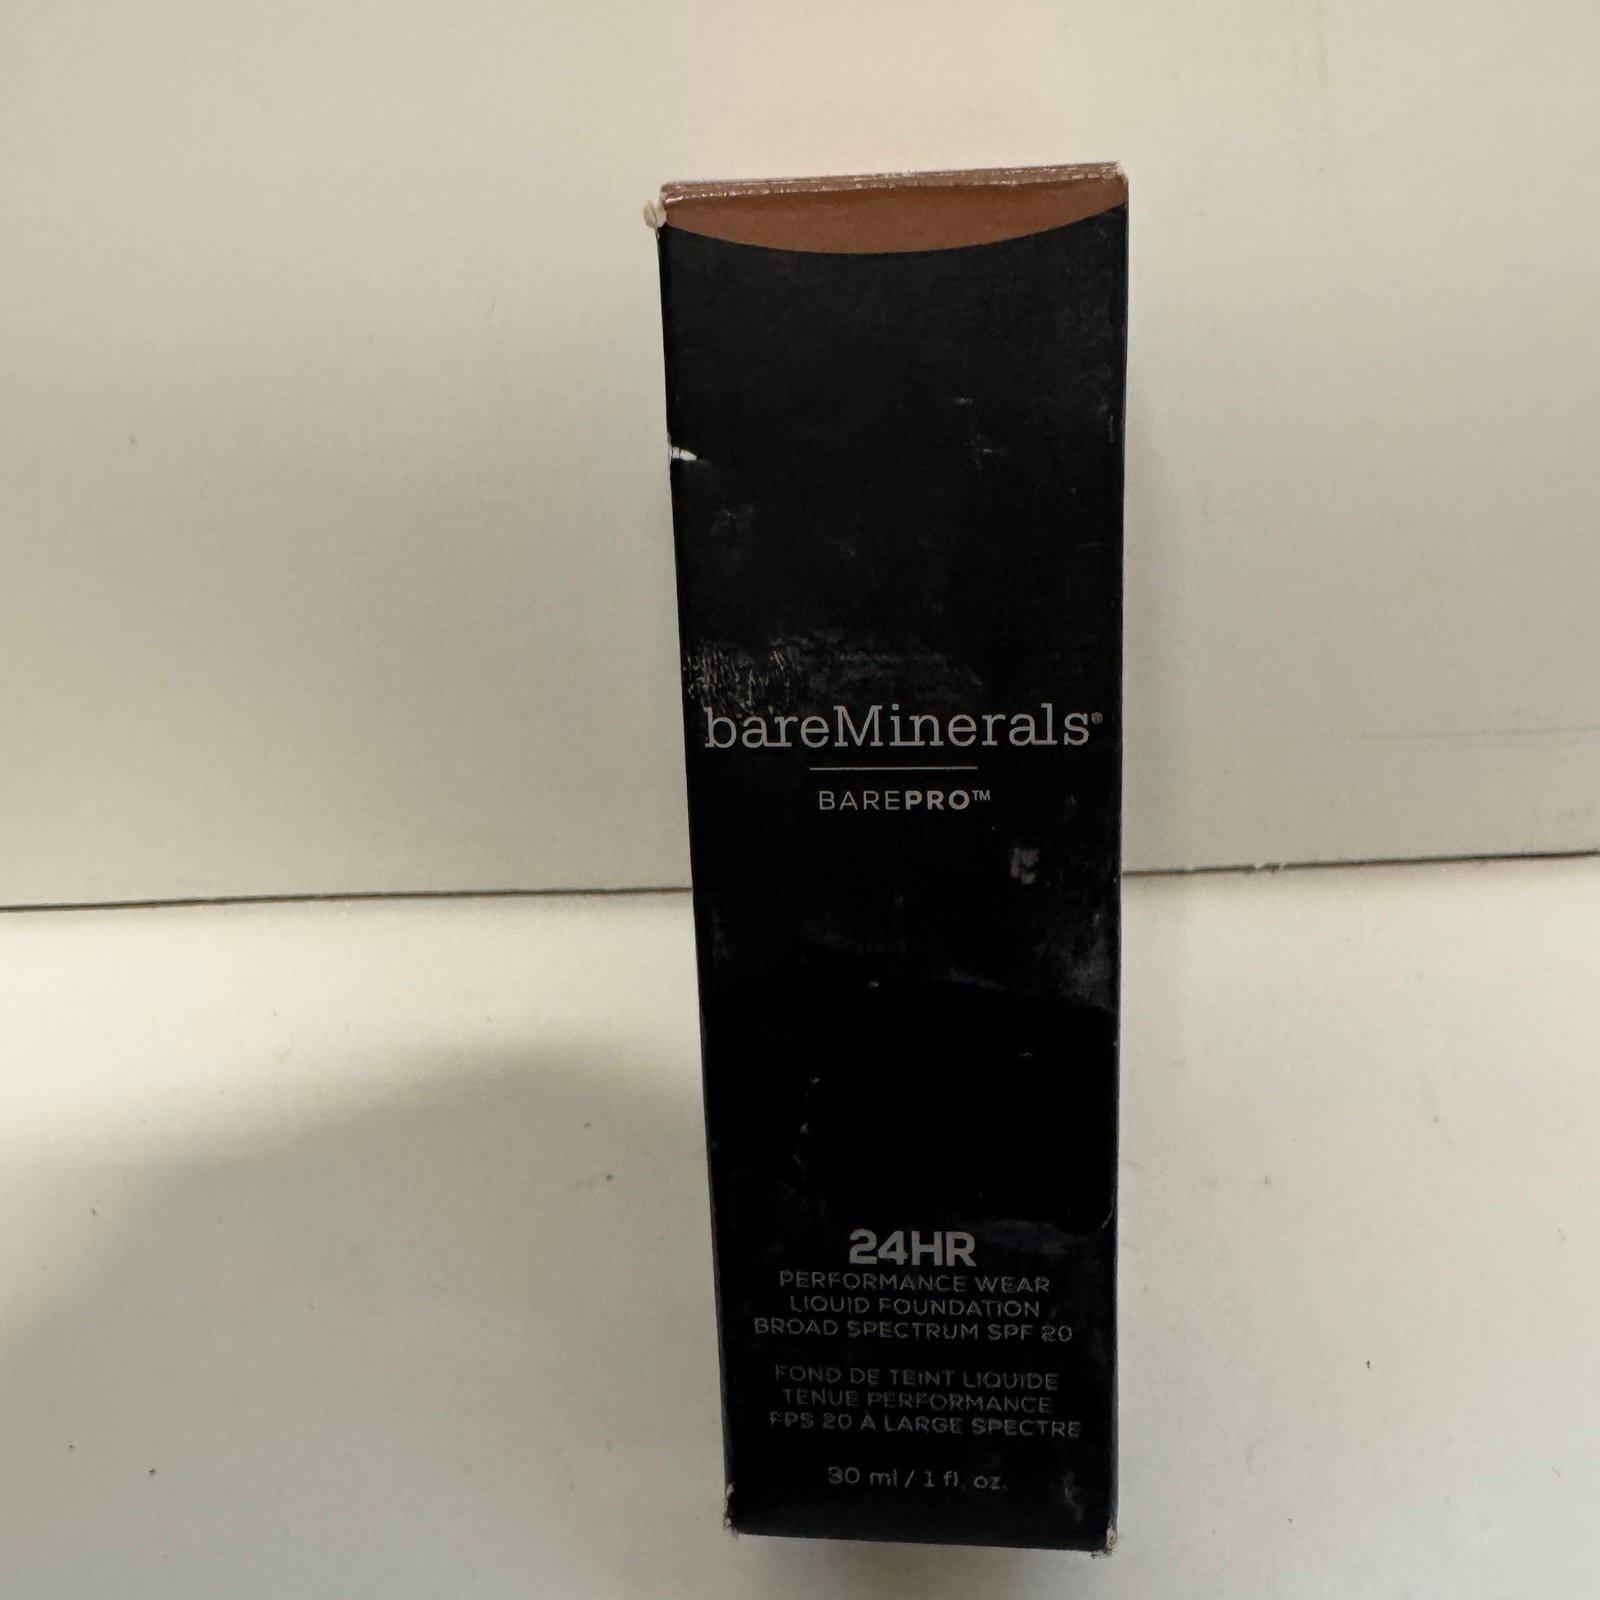 bareMinerals®
BAREPRO™
24HR
PERFORMANCE WEAR
LIQUID FOUNDATION
BROAD SPECTRUM SPF 20
FOND DE TEINT LIQUIDE
TENUE PERFORMANCE
FPS 20 À LARGE SPECTRE
30 ml / 1 fl. oz.